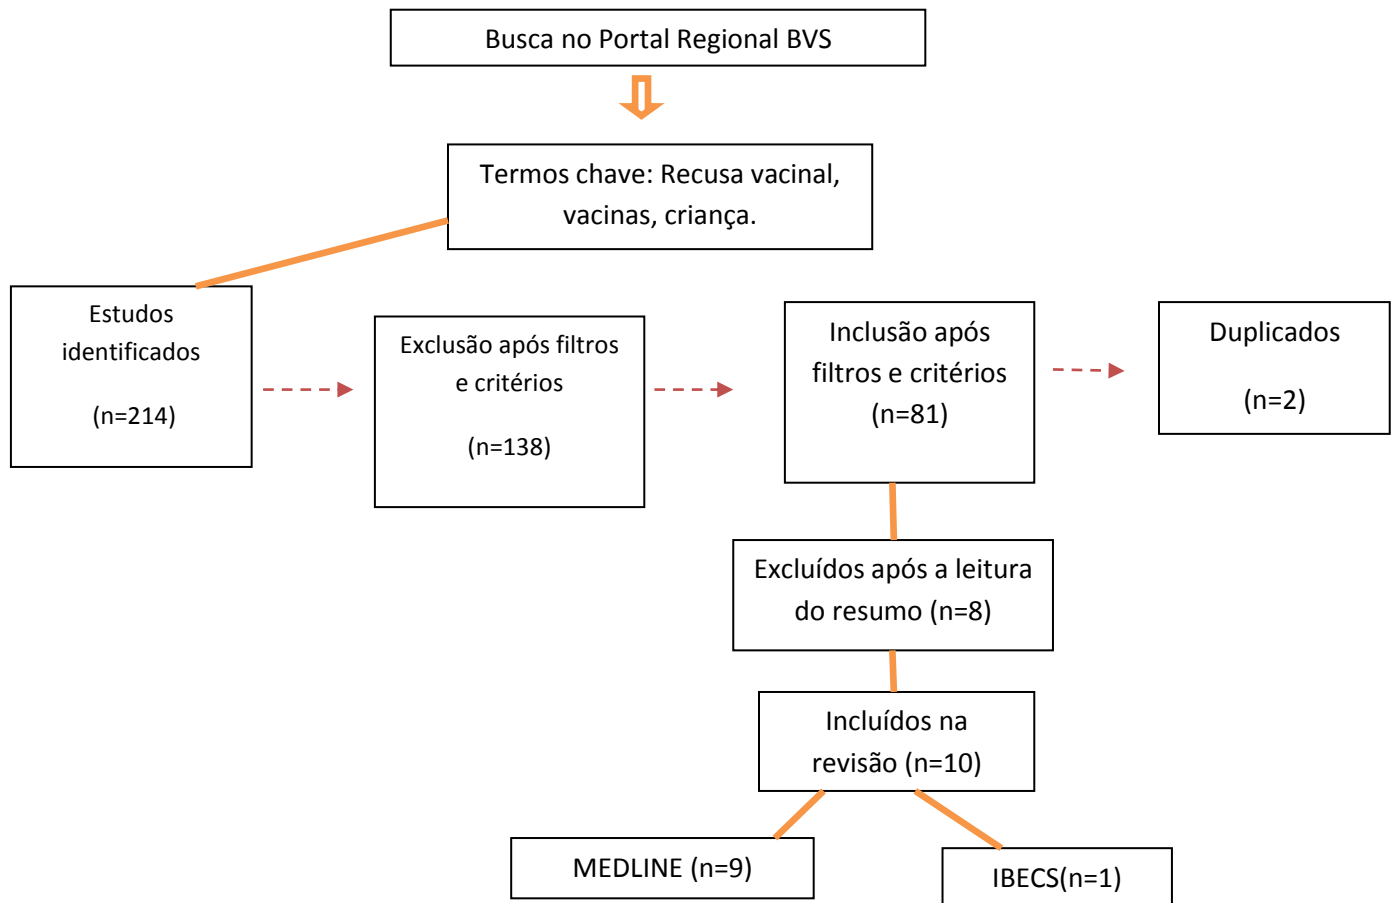 Busca no Portal Regional BVS
Termos chave: Recusa vacinal,
vacinas, criança.
Estudos
identificados
(n=214)
Exclusão após filtros
e critérios
(n=138)
Inclusão após
filtros e critérios
(n=81)
Duplicados
(n=2)
Excluídos após a leitura
do resumo (n=8)
Incluídos na
revisão (n=10)
MEDLINE (n=9)
IBECS(n=1)